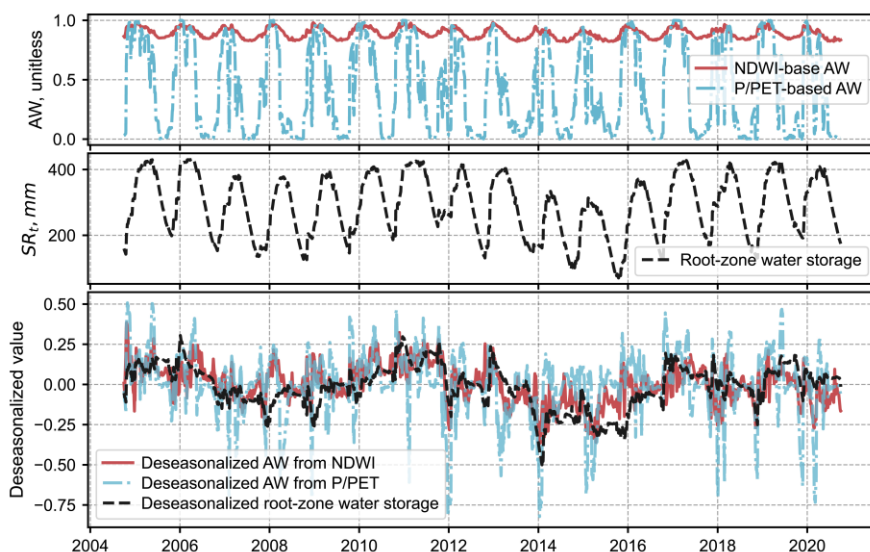 AW, unitless
1.0
0.5
0.0
NDWI-base AW
P/PET-based AW
SR_t, mm
400
200
Root-zone water storage
Deseasonalized value
0.50
0.25
0.00
−0.25
−0.50
−0.75
Deseasonalized AW from NDWI
Deseasonalized AW from P/PET
Deseasonalized root-zone water storage
2004 2006 2008 2010 2012 2014 2016 2018 2020